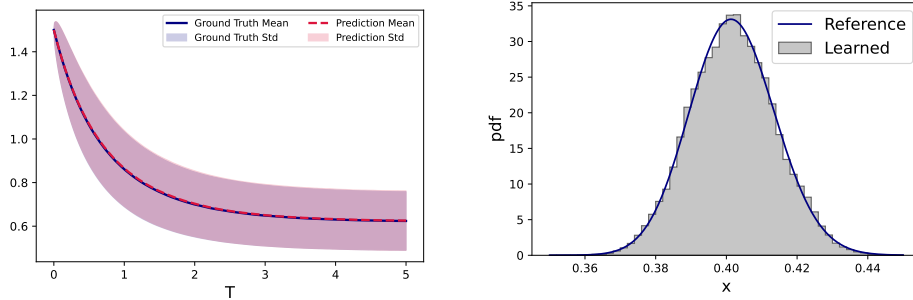 Ground Truth Mean
Ground Truth Std
Prediction Mean
Prediction Std
1.4
1.2
1.0
0.8
0.6
0 1 2 3 4 5
T
Reference
Learned
35
30
25
20
15
10
5
0
pdf
0.36 0.38 0.40 0.42 0.44
x